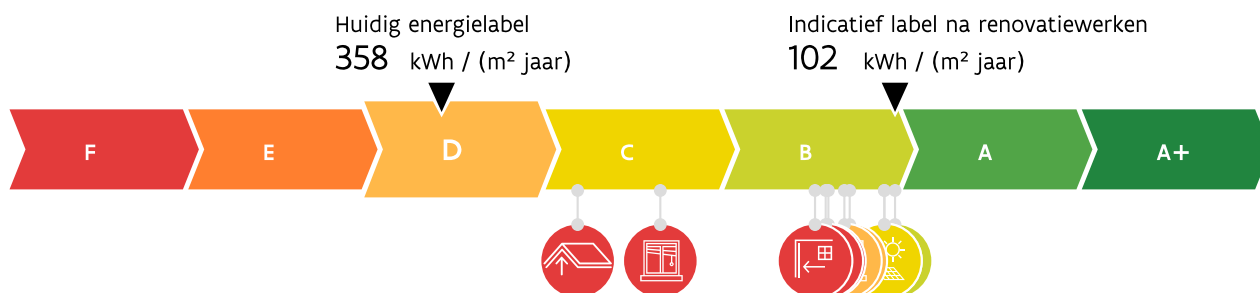 Huidig energielabel
358 kWh / (m² jaar)
Indicatief label na renovatiewerken
102 kWh / (m² jaar)
F E D C B A A+